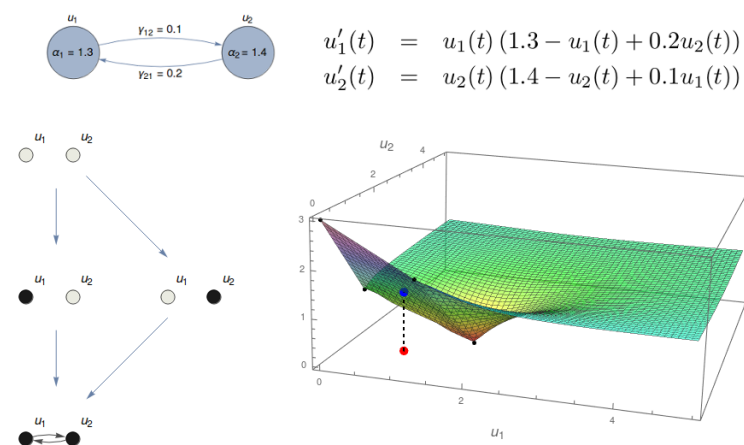 u₁ u₂
γ₁₂ = 0.1
α₁ = 1.3 α₂ = 1.4
γ₂₁ = 0.2
u′₁(t) = u₁(t) (1.3 − u₁(t) + 0.2u₂(t))
u′₂(t) = u₂(t) (1.4 − u₂(t) + 0.1u₁(t))
u₁ u₂
u₁ u₂ u₁ u₂
u₁ u₂
u₂
4
2
0
3
2
1
0
0
2
4
u₁